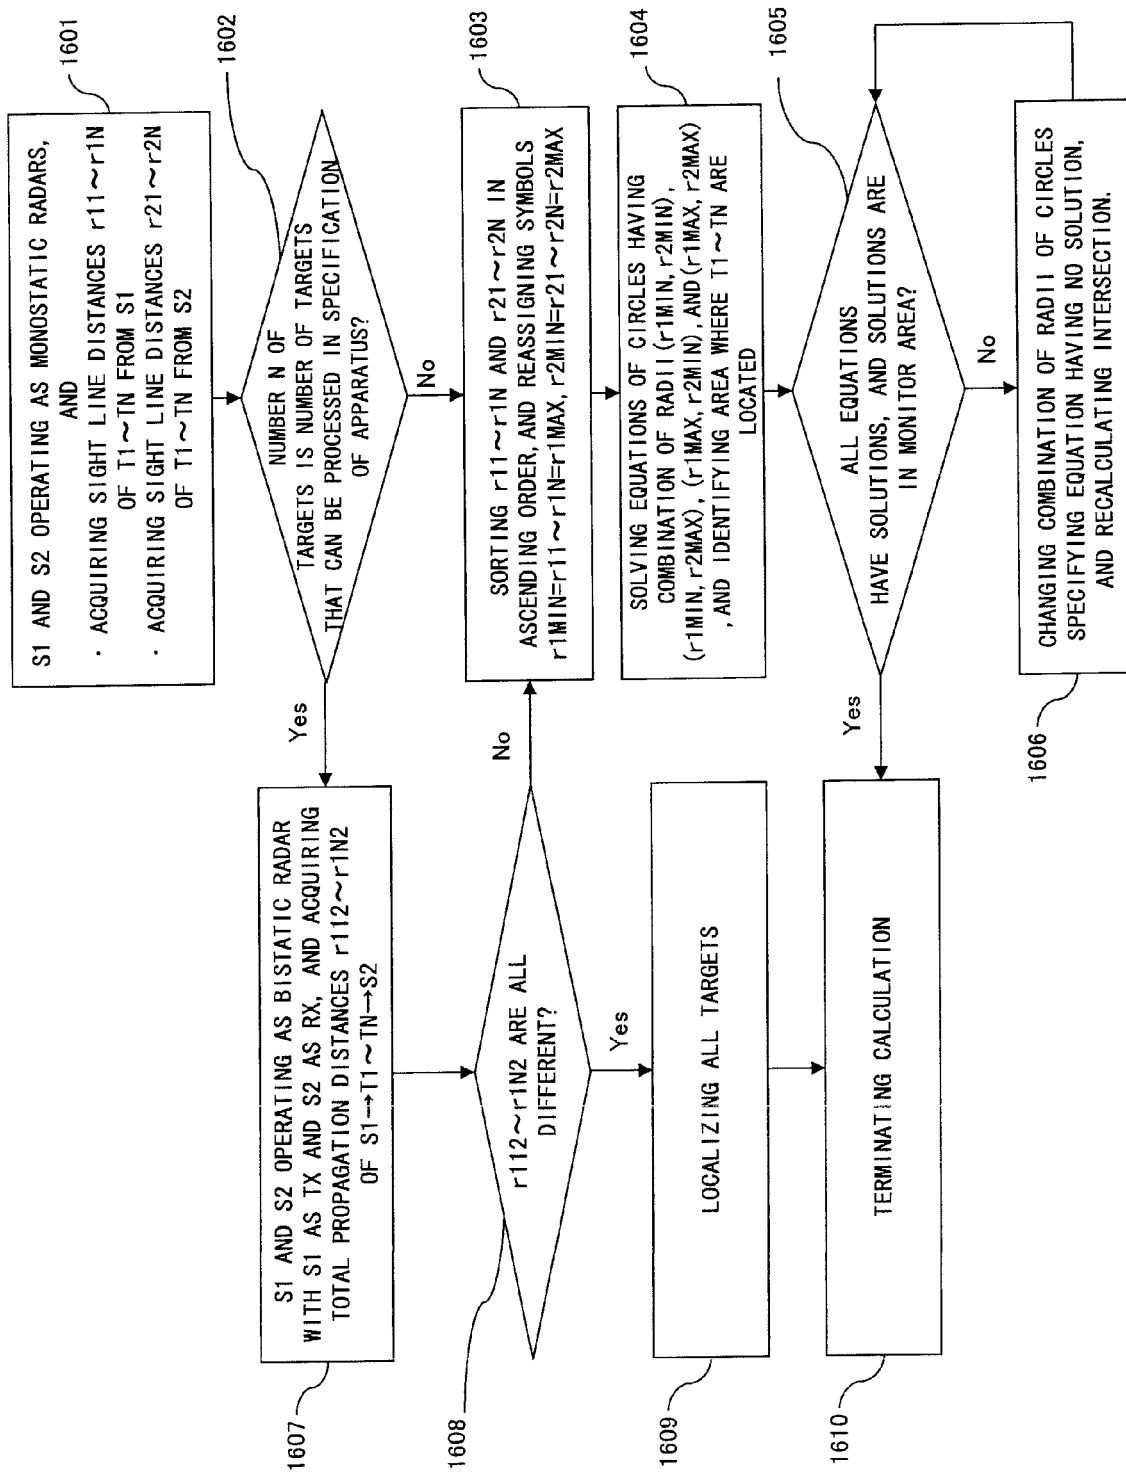 S1 AND S2 OPERATING AS MONOSTATIC RADARS,
AND
· ACQUIRING SIGHT LINE DISTANCES r11~r1N
OF T1~TN FROM S1
· ACQUIRING SIGHT LINE DISTANCES r21~r2N
OF T1~TN FROM S2
1601
NUMBER N OF
TARGETS IS NUMBER OF TARGETS
THAT CAN BE PROCESSED IN SPECIFICATION
OF APPARATUS?
1602
Yes
No
SORTING r11~r1N AND r21~r2N IN
ASCENDING ORDER, AND REASSIGNING SYMBOLS
r1MIN=r11~r1N=r1MAX, r2MIN=r21~r2N=r2MAX
1603
SOLVING EQUATIONS OF CIRCLES HAVING
COMBINATION OF RADII (r1MIN, r2MIN),
(r1MIN, r2MAX), (r1MAX, r2MIN), AND (r1MAX, r2MAX)
, AND IDENTIFYING AREA WHERE T1~TN ARE
LOCATED
1604
ALL EQUATIONS
HAVE SOLUTIONS, AND SOLUTIONS ARE
IN MONITOR AREA?
1605
Yes
No
CHANGING COMBINATION OF RADII OF CIRCLES
SPECIFYING EQUATION HAVING NO SOLUTION,
AND RECALCULATING INTERSECTION.
1606
S1 AND S2 OPERATING AS BISTATIC RADAR
WITH S1 AS TX AND S2 AS RX, AND ACQUIRING
TOTAL PROPAGATION DISTANCES r112~r1N2
OF S1→T1~TN→S2
1607
r112~r1N2 ARE ALL
DIFFERENT?
1608
No
Yes
LOCALIZING ALL TARGETS
1609
TERMINATING CALCULATION
1610